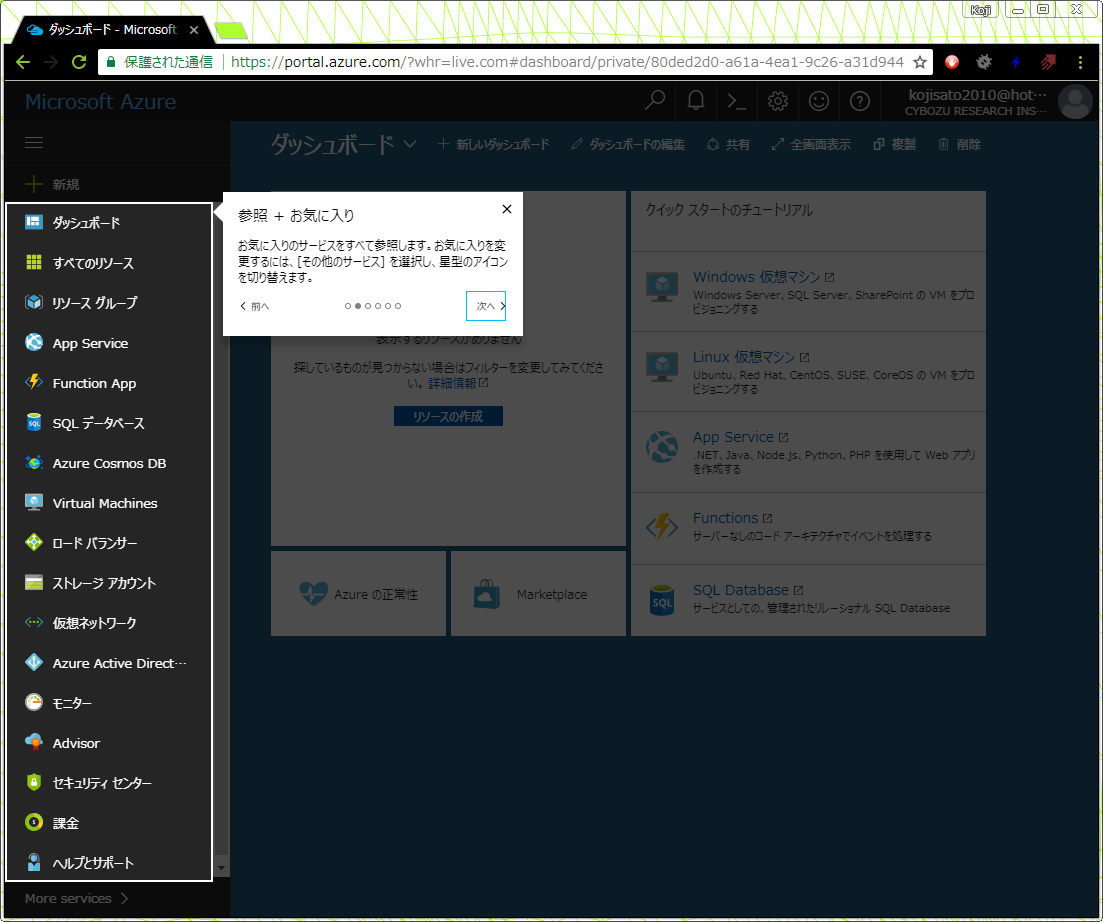 Koji
ダッシュボード - Microsoft
保護された通信
https://portal.azure.com/?whr=live.com#dashboard/private/80ded2d0-a61a-4ea1-9c26-a31d944
Microsoft Azure
kojisato2010@hot…
CYBOZU RESEARCH INS…
ダッシュボード
新しいダッシュボード
ダッシュボードの編集
共有
全画面表示
複製
削除
新規
ダッシュボード
すべてのリソース
リソース グループ
App Service
Function App
SQL データベース
Azure Cosmos DB
Virtual Machines
ロード バランサー
ストレージ アカウント
仮想ネットワーク
Azure Active Direct…
モニター
Advisor
セキュリティ センター
課金
ヘルプとサポート
More services
参照 + お気に入り
お気に入りのサービスをすべて参照します。お気に入りを変
更するには、[その他のサービス] を選択し、星型のアイコン
を切り替えます。
前へ
次へ
表示するリソースがありません
探しているものが見つからない場合はフィルターを変更してみてくださ
い。詳細情報
リソースの作成
Azure の正常性
Marketplace
クイック スタートのチュートリアル
Windows 仮想マシン
Windows Server、SQL Server、SharePoint の VM をプロ
ビジョニングする
Linux 仮想マシン
Ubuntu、Red Hat、CentOS、SUSE、CoreOS の VM をプロ
ビジョニングする
App Service
.NET、Java、Node.js、Python、PHP を使用して Web アプリ
を作成する
Functions
サーバーなしのコード アーキテクチャでイベントを処理する
SQL
SQL Database
サービスとしての、管理されたリレーショナル SQL Database